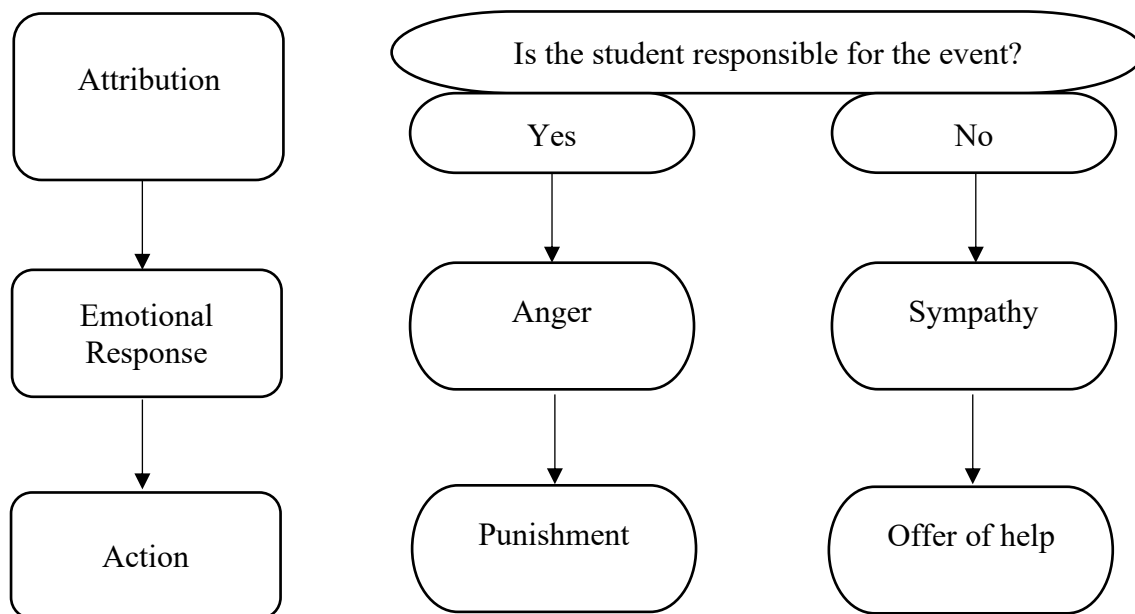 Attribution
Is the student responsible for the event?
Yes
No
Emotional
Response
Anger
Sympathy
Action
Punishment
Offer of help